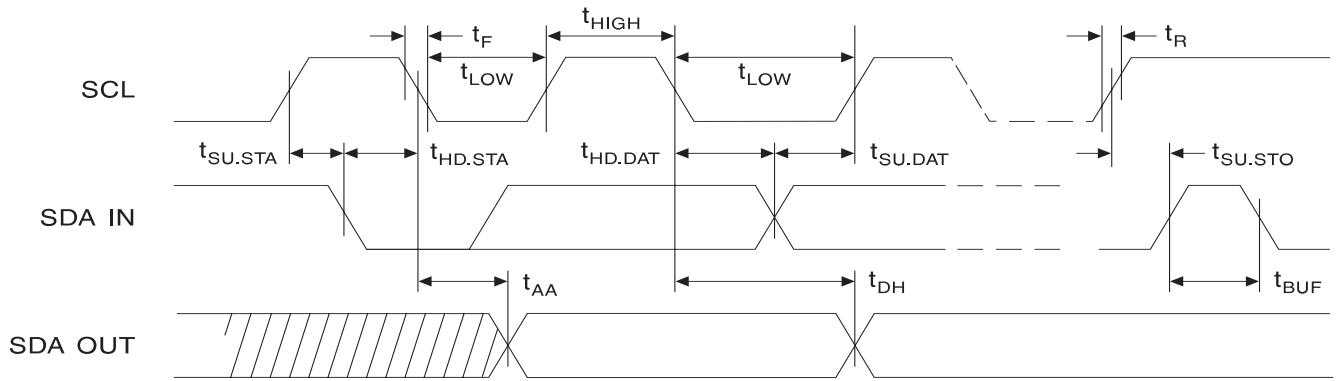 t_HIGH
t_F
t_R
t_LOW
t_LOW
SCL
t_SU.STA
t_HD.STA
t_HD.DAT
t_SU.DAT
t_SU.STO
SDA IN
t_AA
t_DH
t_BUF
SDA OUT